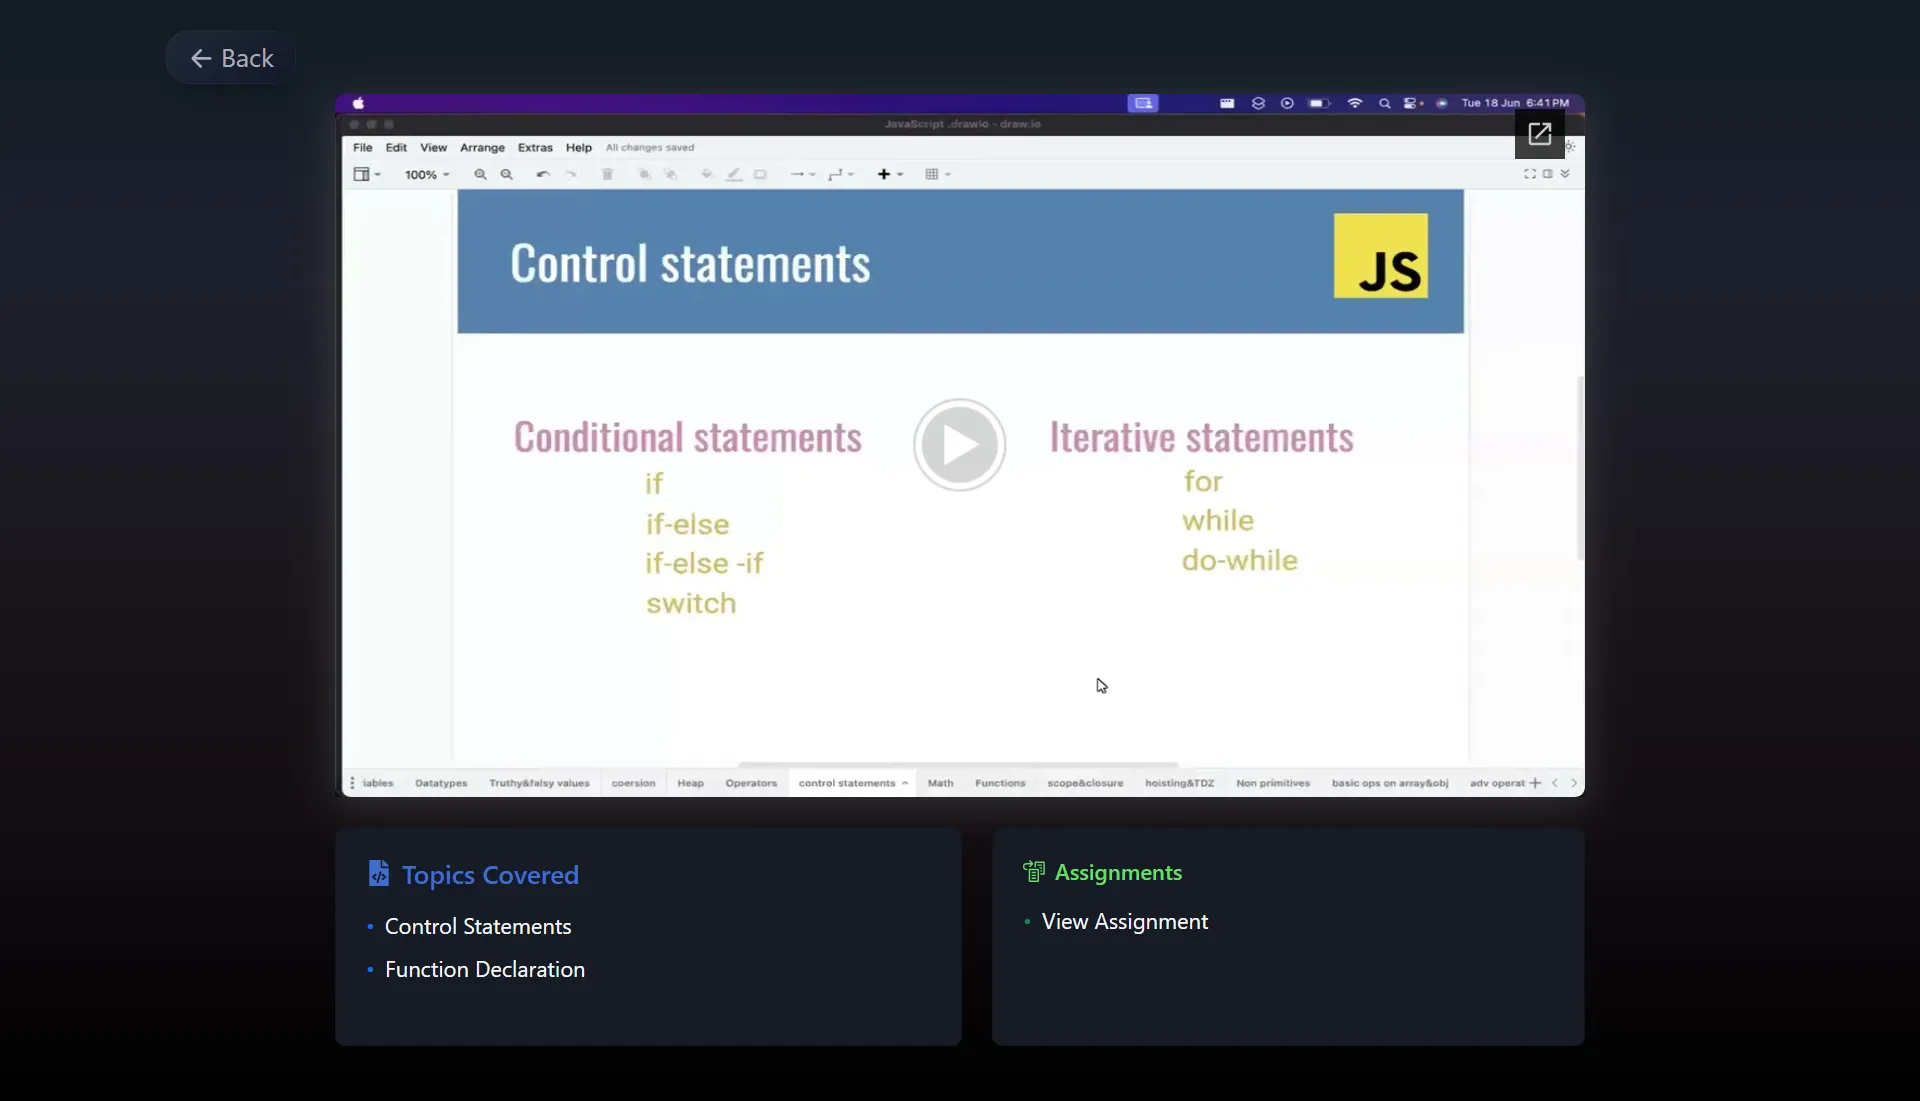 Back
Tue 18 Jun 6:41 PM
JavaScript .drawio - draw.io
File Edit View Arrange Extras Help All changes saved
100%
Control statements
JS
Conditional statements
if
if-else
if-else -if
switch
Iterative statements
for
while
do-while
iables Datatypes Truthy&falsy values coersion Heap Operators control statements Math Functions scope&closure hoisting&TDZ Non primitives basic ops on array&obj adv operat
Topics Covered
• Control Statements
• Function Declaration
Assignments
• View Assignment